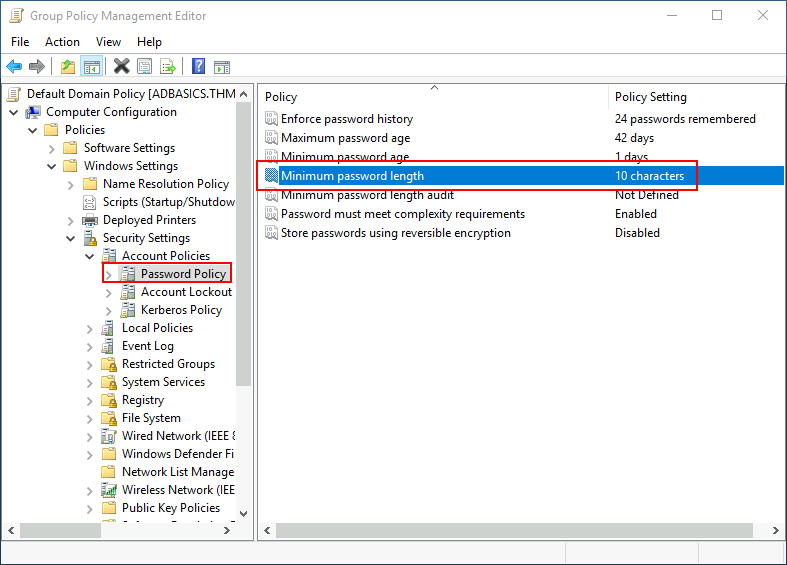 Group Policy Management Editor
File Action View Help
Default Domain Policy [ADBASICS.THM
Computer Configuration
Policies
Software Settings
Windows Settings
Name Resolution Policy
Scripts (Startup/Shutdow
Deployed Printers
Security Settings
Account Policies
Password Policy
Account Lockout
Kerberos Policy
Local Policies
Event Log
Restricted Groups
System Services
Registry
File System
Wired Network (IEEE 8
Windows Defender Fi
Network List Manage
Wireless Network (IEE
Public Key Policies
Policy Policy Setting
Enforce password history 24 passwords remembered
Maximum password age 42 days
Minimum password age 1 days
Minimum password length 10 characters
Minimum password length audit Not Defined
Password must meet complexity requirements Enabled
Store passwords using reversible encryption Disabled